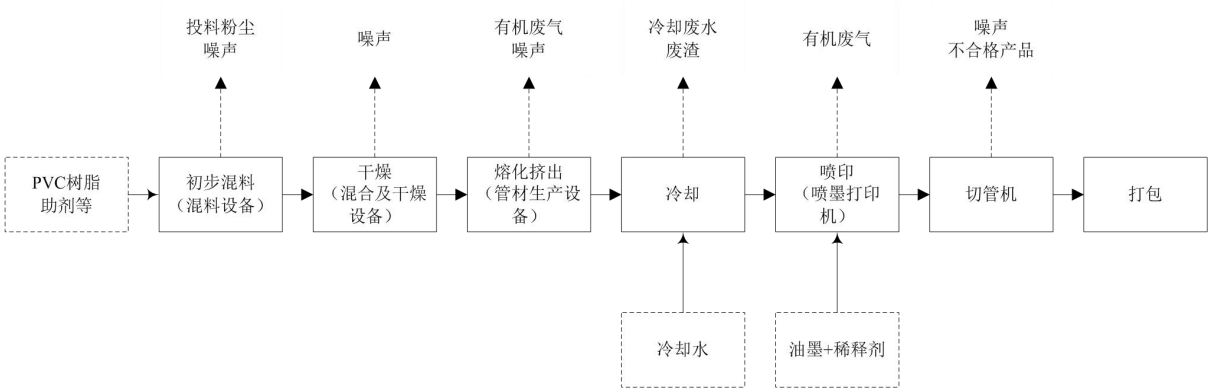 投料粉尘
噪声
噪声
有机废气
噪声
冷却废水
废渣
有机废气
噪声
不合格产品
PVC树脂
助剂等
初步混料
（混料设备）
干燥
（混合及干燥
设备）
熔化挤出
（管材生产设
备）
冷却
喷印
（喷墨打印
机）
切管机
打包
冷却水
油墨+稀释剂